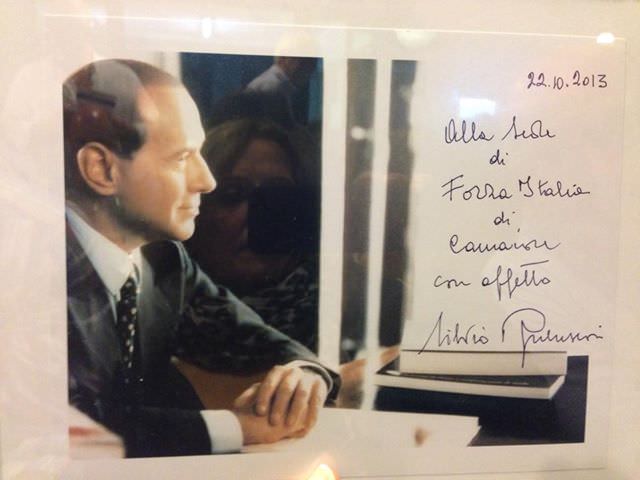 22.10.2013
Alla Sede
di
Forza Italia
di
Camaiore
con affetto
Silvio Berlusconi